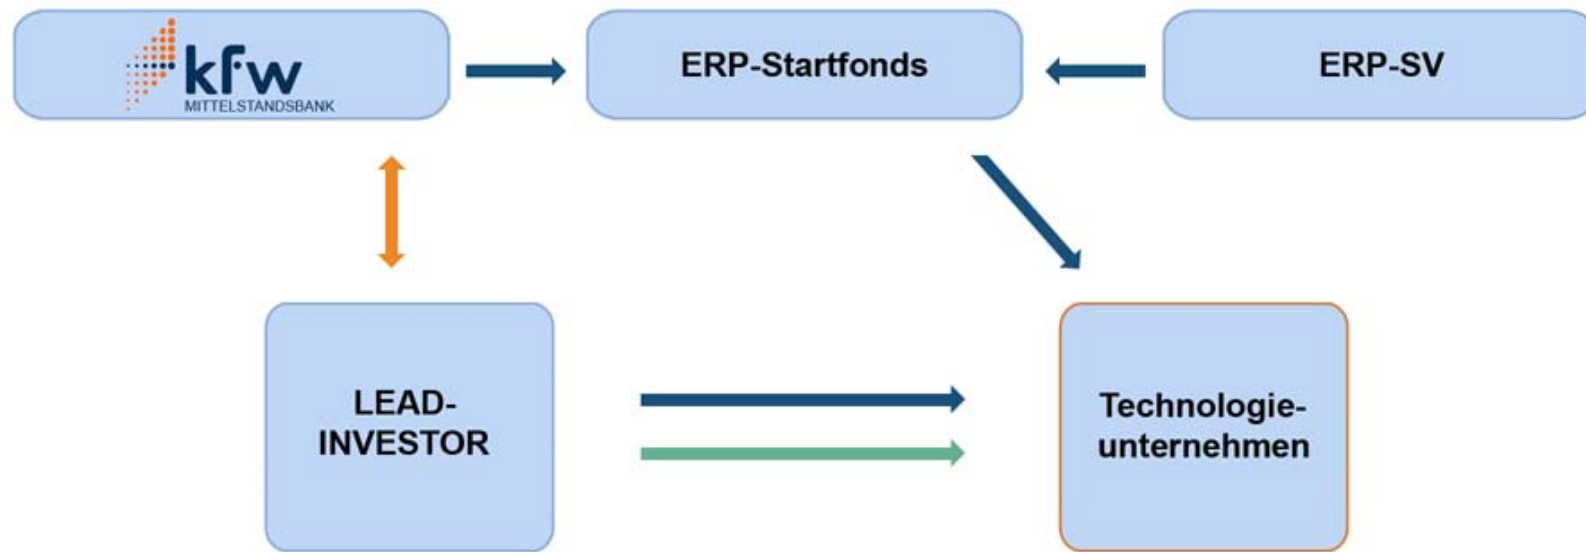 kfw
MITTELSTANDSBANK
ERP-Startfonds
ERP-SV
LEAD-
INVESTOR
Technologie-
unternehmen